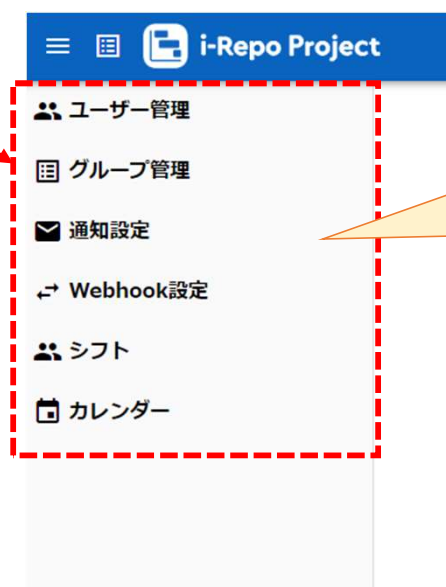 i-Repo Project
ユーザー管理
グループ管理
通知設定
Webhook設定
シフト
カレンダー